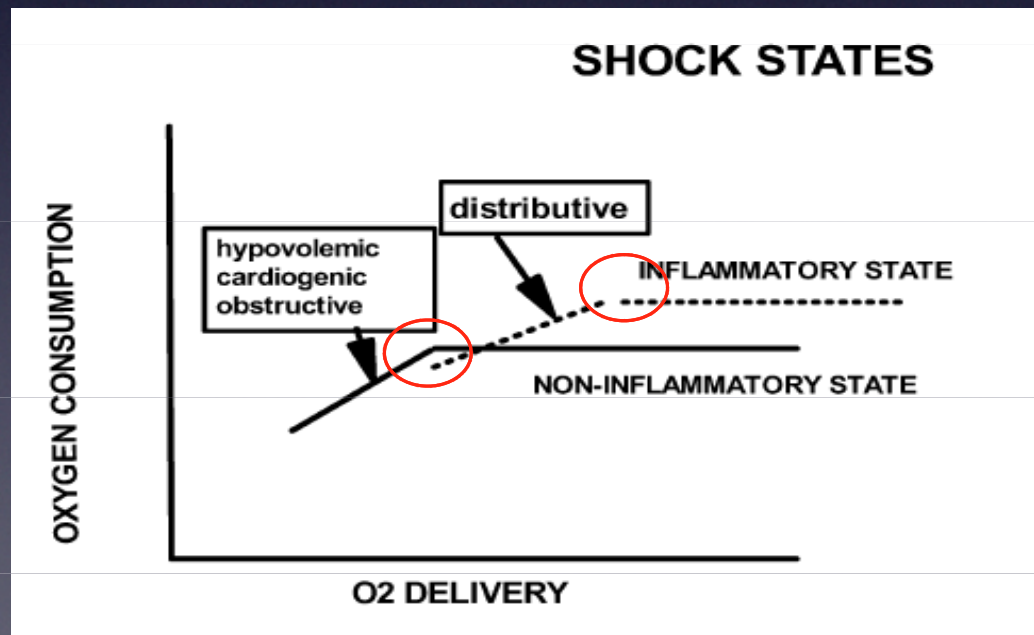 SHOCK STATES
distributive
hypovolemic
cardiogenic
obstructive
INFLAMMATORY STATE
NON-INFLAMMATORY STATE
OXYGEN CONSUMPTION
O2 DELIVERY